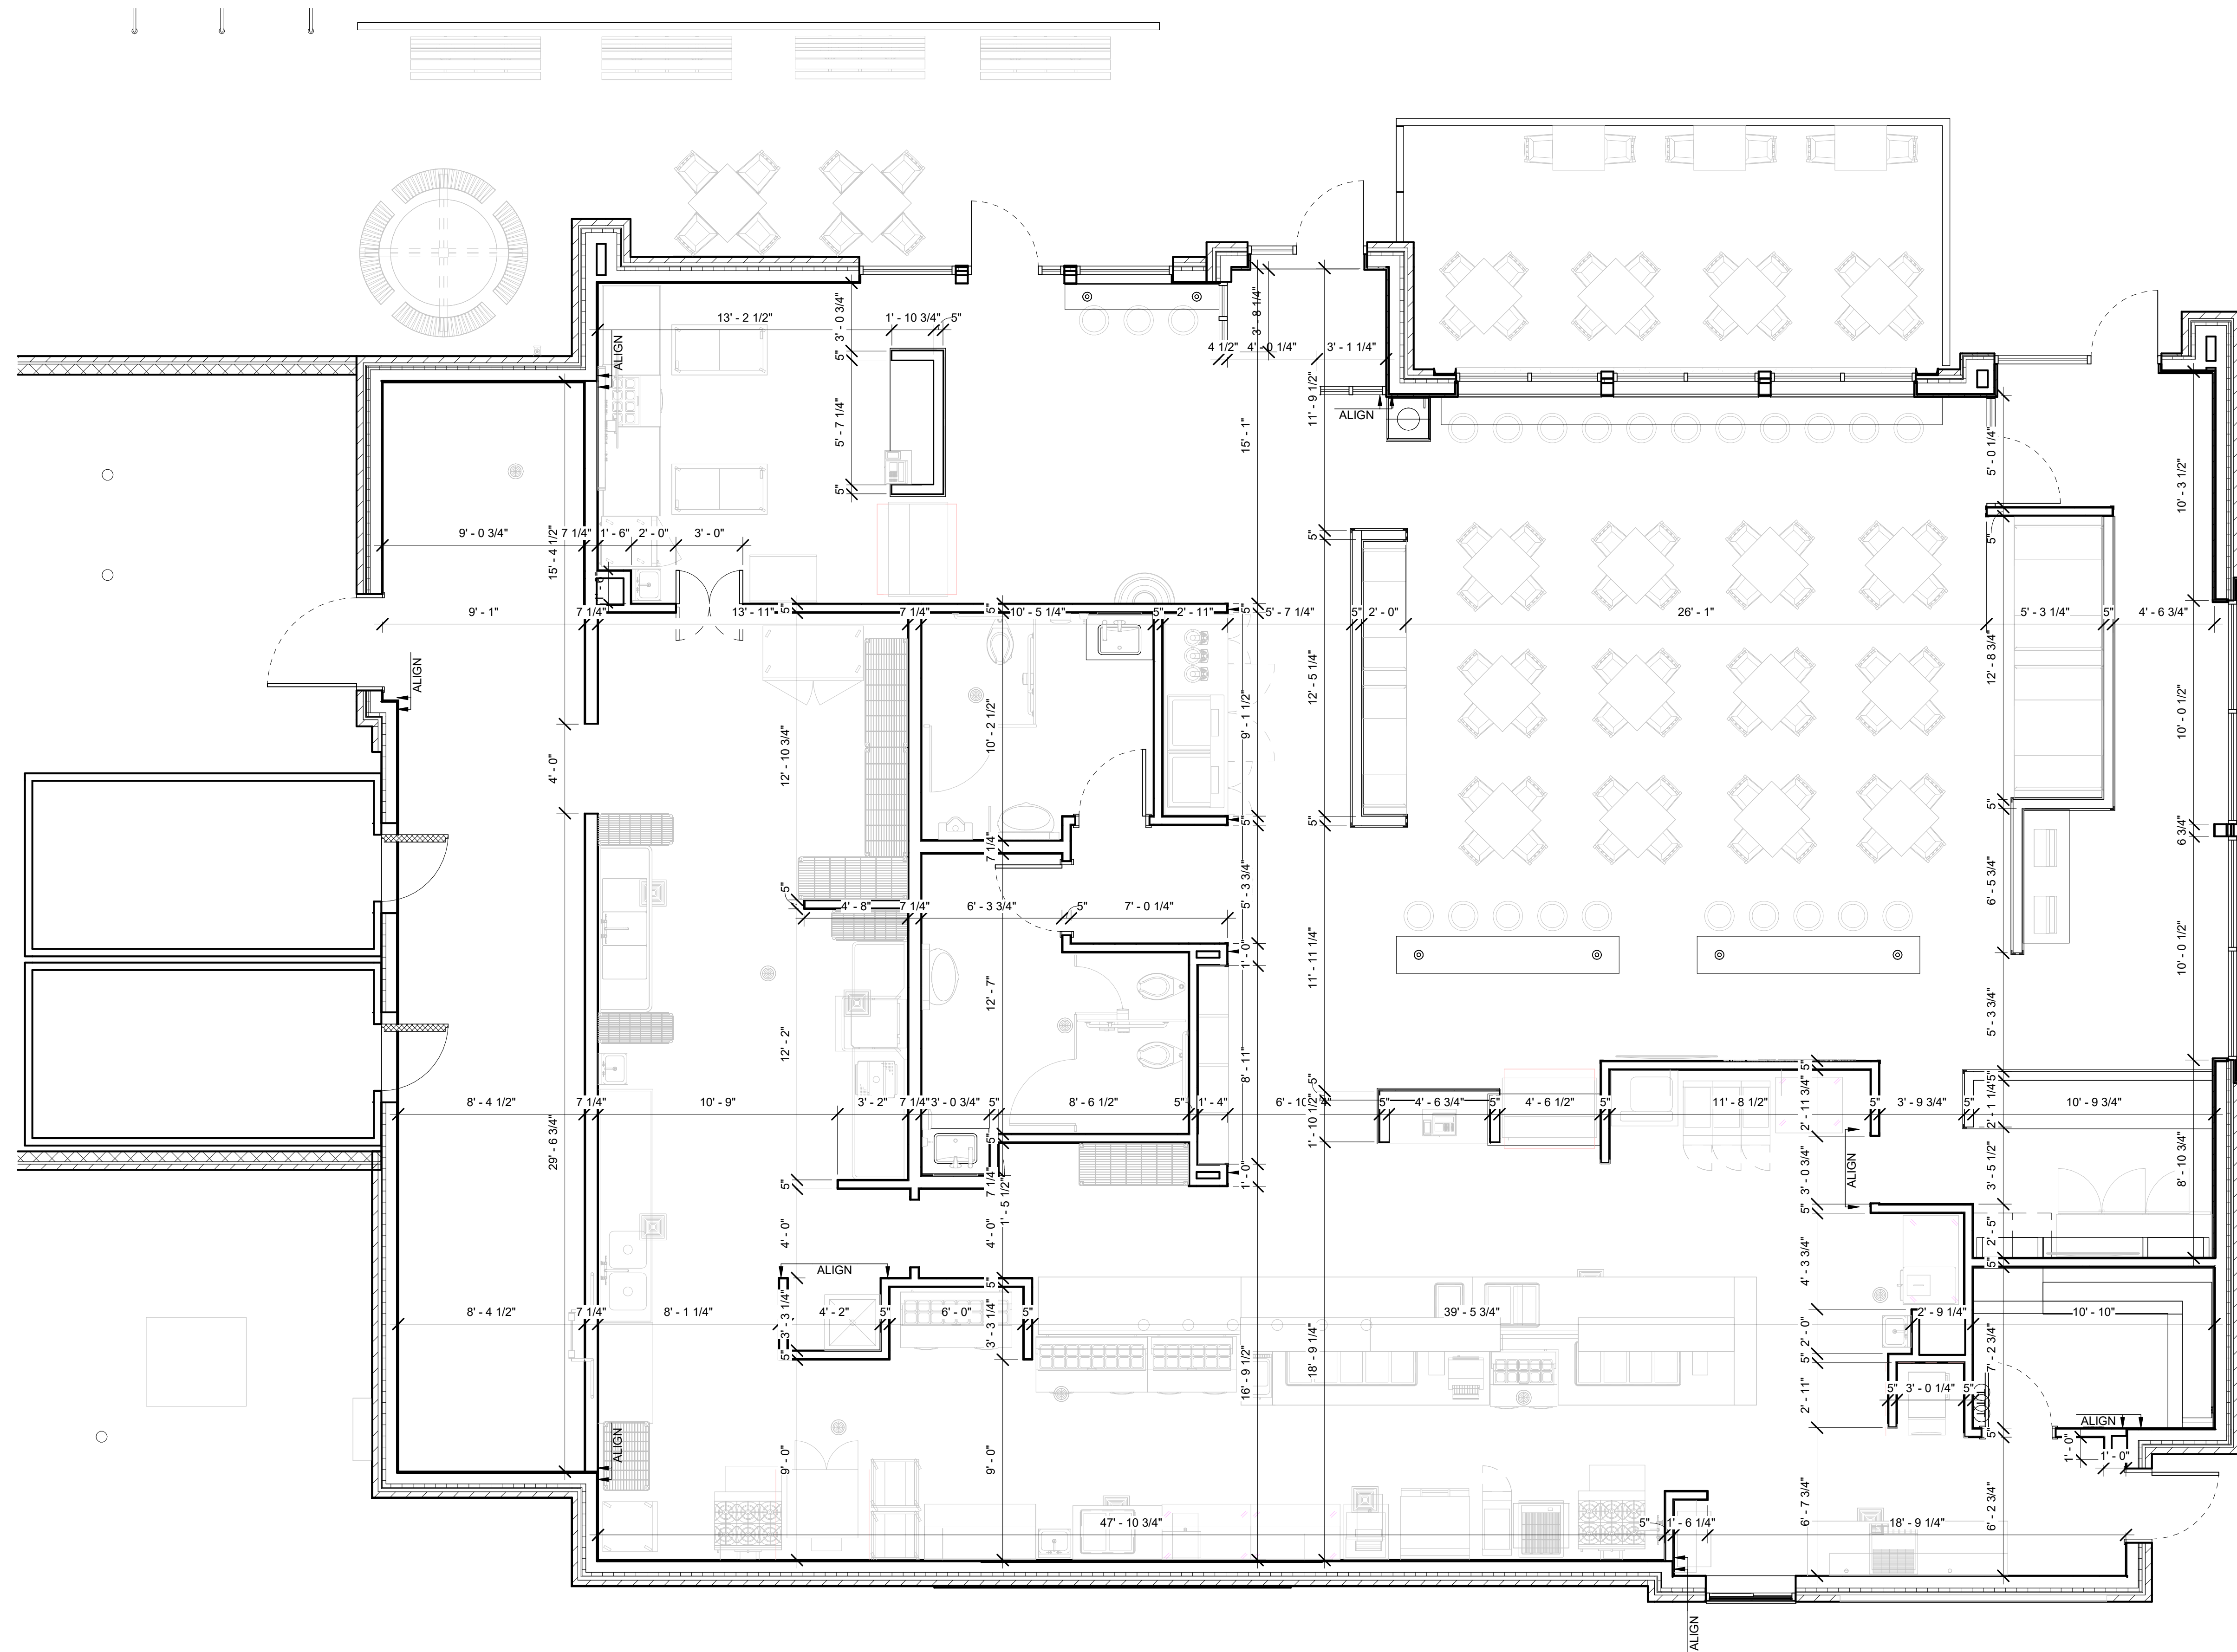 13' - 2 1/2"
1' - 10 3/4"
5"
3' - 0 3/4"
5"
5' - 7 1/4"
5"
ALIGN
4 1/2"
4' - 0 1/4"
3' - 1 1/4"
3' - 8 1/4"
11' - 9 1/2"
15' - 1"
ALIGN
5' - 0 1/4"
10' - 3 1/2"
9' - 0 3/4"
7 1/4"
1' - 6"
2' - 0"
3' - 0"
15' - 4 1/2"
5"
5"
9' - 1"
7 1/4"
13' - 11"
5"
7 1/4"
5"
10' - 5 1/4"
5"
2' - 11"
5"
5' - 7 1/4"
5"
2' - 0"
26' - 1"
5' - 3 1/4"
5"
4' - 6 3/4"
ALIGN
12' - 10 3/4"
10' - 2 1/2"
9' - 1 1/2"
12' - 5 1/4"
12' - 8 3/4"
10' - 0 1/2"
4' - 0"
7 1/4"
5"
5"
5"
6 3/4"
5"
4' - 8"
7 1/4"
6' - 3 3/4"
5"
7' - 0 1/4"
5' - 3 3/4"
6' - 5 3/4"
1' - 0"
11' - 11 1/4"
10' - 0 1/2"
12' - 7"
12' - 2"
8' - 11"
5' - 3 3/4"
8' - 4 1/2"
7 1/4"
10' - 9"
3' - 2"
7 1/4"
3' - 0 3/4"
5"
8' - 6 1/2"
5"
1' - 4"
5"
4' - 6 3/4"
5"
4' - 6 1/2"
5"
11' - 8 1/2"
5"
3' - 9 3/4"
5"
10' - 9 3/4"
5"
1' - 10 1/2"
5"
2' - 11 3/4"
5"
2' - 1 1/4"
29' - 6 3/4"
5"
5"
7 1/4"
1' - 5 1/2"
1' - 0"
3' - 0 3/4"
ALIGN
3' - 5 1/2"
8' - 10 3/4"
4' - 0"
4' - 0"
5"
4' - 3 3/4"
2' - 5"
5"
ALIGN
5"
8' - 4 1/2"
7 1/4"
8' - 1 1/4"
3' - 3 1/4"
4' - 2"
5"
6' - 0"
3' - 3 1/4"
5"
39' - 5 3/4"
2' - 9 1/4"
10' - 10"
5"
16' - 9 1/2"
18' - 9 1/4"
2' - 0"
7' - 2 3/4"
5"
2' - 11"
5"
3' - 0 1/4"
5"
ALIGN
ALIGN
5"
1' - 0"
1' - 0"
9' - 0"
9' - 0"
6' - 7 3/4"
6' - 2 3/4"
47' - 10 3/4"
5"
1' - 6 1/4"
18' - 9 1/4"
ALIGN